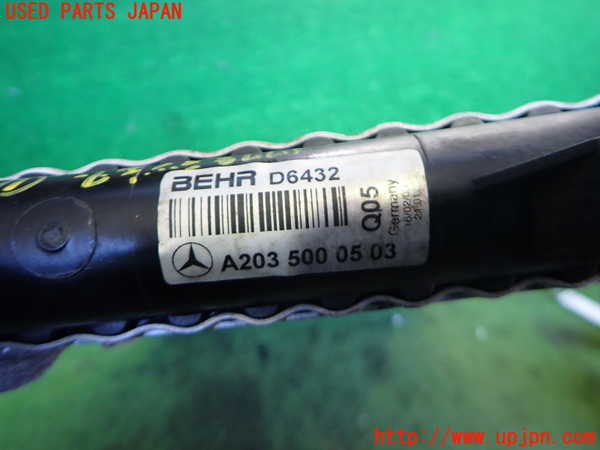 USED PARTS JAPAN
BEHR D6432
A203 500 05 03
Q05
Germany
http://www.upjpn.com/